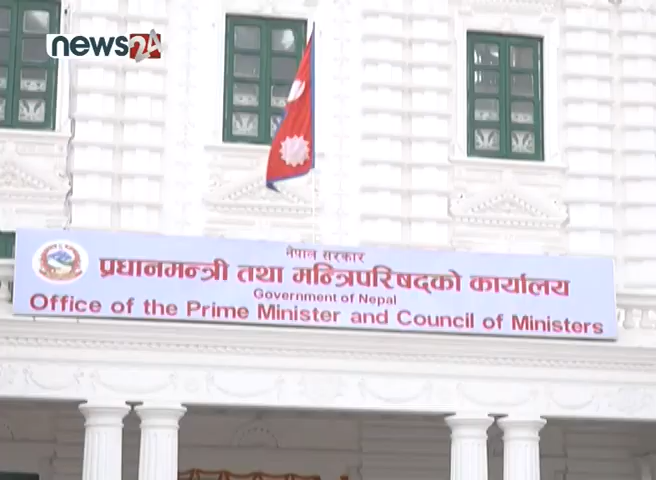 news24
नेपाल सरकार
प्रधानमन्त्री तथा मन्त्रिपरिषद्को कार्यालय
Government of Nepal
Office of the Prime Minister and Council of Ministers